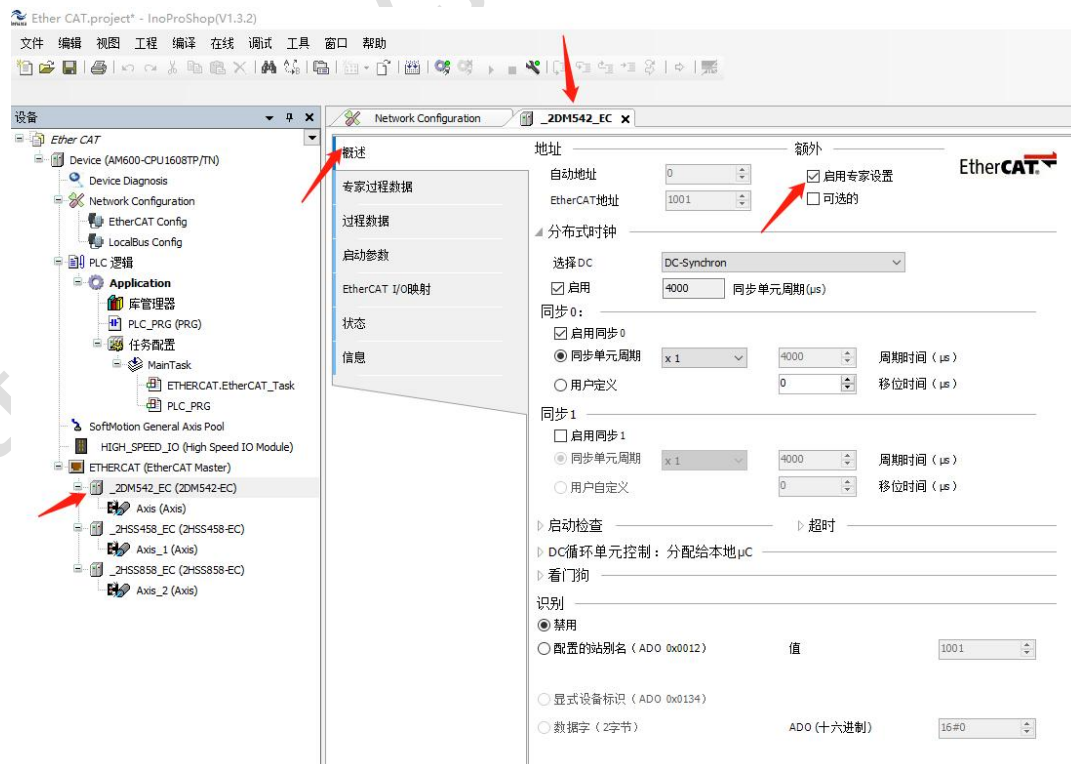 Ether CAT.project* - InoProShop(V1.3.2)
文件 编辑 视图 工程 编译 在线 调试 工具 窗口 帮助
设备
Ether CAT
Device (AM600-CPU1608TP/TN)
Device Diagnosis
Network Configuration
EtherCAT Config
LocalBus Config
PLC 逻辑
Application
库管理器
PLC_PRG (PRG)
任务配置
MainTask
ETHERCAT.EtherCAT_Task
PLC_PRG
SoftMotion General Axis Pool
HIGH_SPEED_IO (High Speed IO Module)
ETHERCAT (EtherCAT Master)
_2DM542_EC (2DM542-EC)
Axis (Axis)
_2HSS458_EC (2HSS458-EC)
Axis_1 (Axis)
_2HSS858_EC (2HSS858-EC)
Axis_2 (Axis)
Network Configuration
_2DM542_EC
概述
专家过程数据
过程数据
启动参数
EtherCAT I/O映射
状态
信息
地址 额外
自动地址 0 启用专家设置 EtherCAT.
EtherCAT地址 1001 可选的
分布式时钟
选择DC DC-Synchron
启用 4000 同步单元周期(μs)
同步0:
启用同步0
同步单元周期 x 1 4000 周期时间(μs)
用户定义 0 移位时间(μs)
同步1
启用同步1
同步单元周期 x 1 4000 周期时间(μs)
用户自定义 0 移位时间(μs)
启动检查 超时
DC循环单元控制:分配给本地μC
看门狗
识别
禁用
配置的站别名(ADO 0x0012) 值 1001
显式设备标识(ADO 0x0134)
数据字(2字节) ADO(十六进制) 16#0